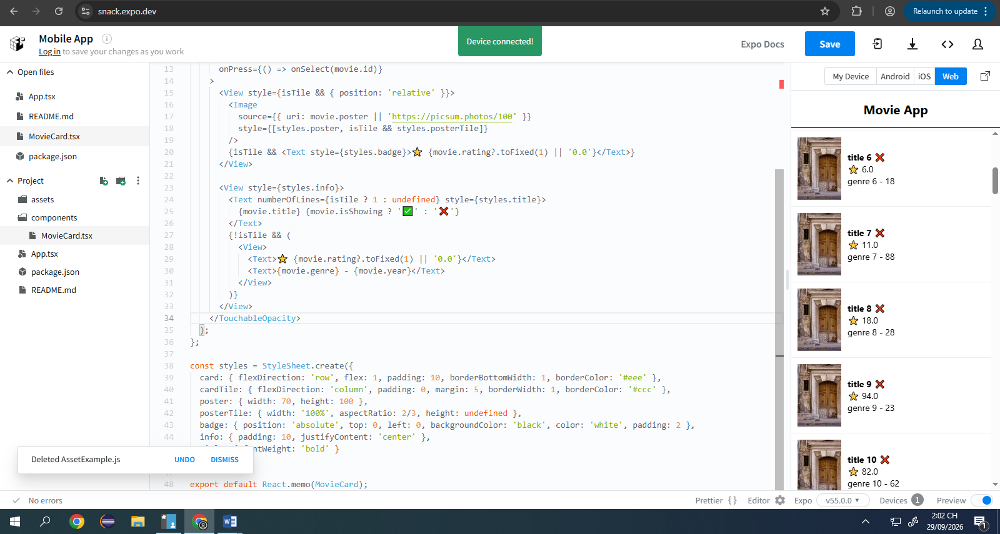 snack.expo.dev
Relaunch to update
Mobile App
Log in to save your changes as you work
Device connected!
Expo Docs
Save
Open files
App.tsx
README.md
MovieCard.tsx
package.json
Project
assets
components
MovieCard.tsx
App.tsx
package.json
README.md
13 onPress={() => onSelect(movie.id)}
14 >
15 <View style={isTile && { position: 'relative' }}>
16 <Image
17 source={{ uri: movie.poster || 'https://picsum.photos/100' }}
18 style={[styles.poster, isTile && styles.posterTile]}
19 />
20 {isTile && <Text style={styles.badge}>⭐ {movie.rating?.toFixed(1) || '0.0'}</Text>}
21 </View>
22
23 <View style={styles.info}>
24 <Text numberOfLines={isTile ? 1 : undefined} style={styles.title}>
25 {movie.title} {movie.isShowing ? '✅' : '❌'}
26 </Text>
27 {!isTile && (
28 <View>
29 <Text>⭐ {movie.rating?.toFixed(1) || '0.0'}</Text>
30 <Text>{movie.genre} - {movie.year}</Text>
31 </View>
32 )}
33 </View>
34 </TouchableOpacity>
35 );
36 };
37
38 const styles = StyleSheet.create({
39 card: { flexDirection: 'row', flex: 1, padding: 10, borderBottomWidth: 1, borderColor: '#eee' },
40 cardTile: { flexDirection: 'column', padding: 0, margin: 5, borderWidth: 1, borderColor: '#ccc' },
41 poster: { width: 70, height: 100 },
42 posterTile: { width: '100%', aspectRatio: 2/3, height: undefined },
43 badge: { position: 'absolute', top: 0, left: 0, backgroundColor: 'black', color: 'white', padding: 2 },
44 info: { padding: 10, justifyContent: 'center' },
ntWeight: 'bold' }
48 export default React.memo(MovieCard);
Deleted AssetExample.js UNDO DISMISS
My Device Android iOS Web
Movie App
title 6 ❌
⭐ 6.0
genre 6 - 18
title 7 ❌
⭐ 11.0
genre 7 - 88
title 8 ❌
⭐ 18.0
genre 8 - 28
title 9 ❌
⭐ 94.0
genre 9 - 23
title 10 ❌
⭐ 82.0
genre 10 - 62
No errors
Prettier {} Editor Expo v55.0.0 Devices 1 Preview
2:02 CH
29/09/2026
1